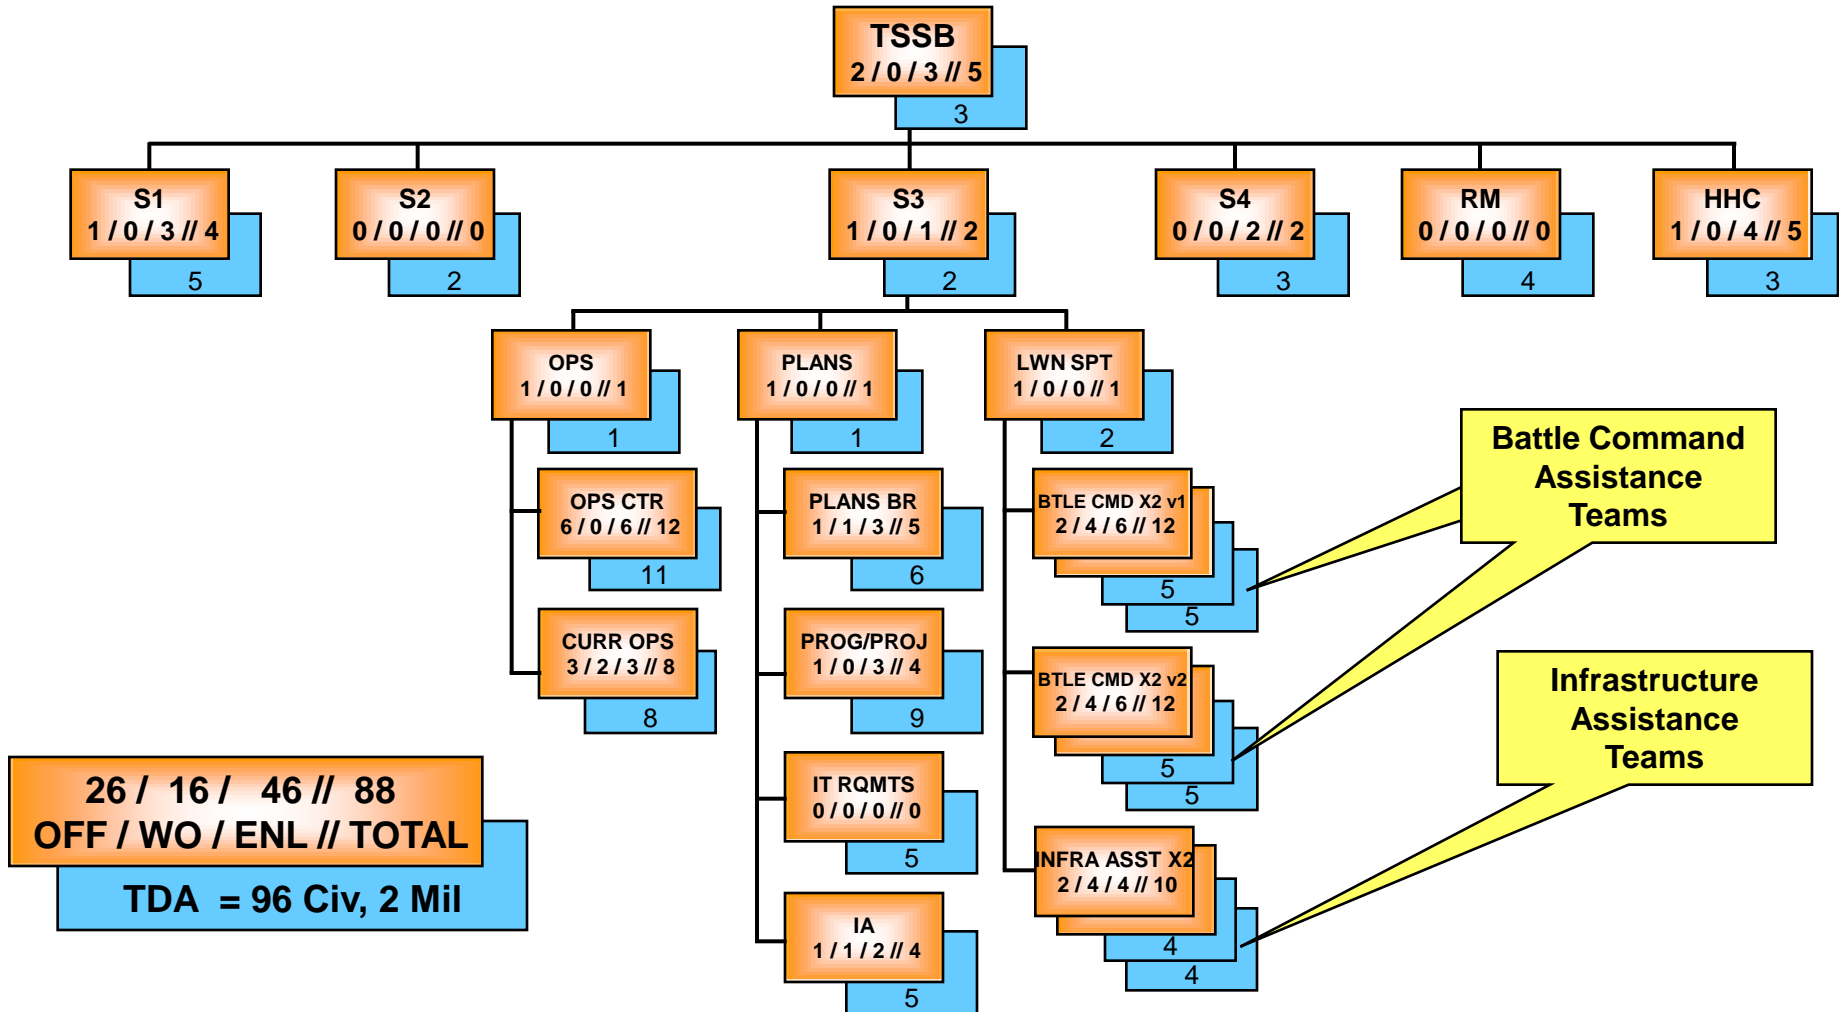 TSSB
2 / 0 / 3 // 5
3
S1
1 / 0 / 3 // 4
5
S2
0 / 0 / 0 // 0
2
S3
1 / 0 / 1 // 2
2
S4
0 / 0 / 2 // 2
3
RM
0 / 0 / 0 // 0
4
HHC
1 / 0 / 4 // 5
3
OPS
1 / 0 / 0 // 1
1
PLANS
1 / 0 / 0 // 1
1
LWN SPT
1 / 0 / 0 // 1
2
OPS CTR
6 / 0 / 6 // 12
11
CURR OPS
3 / 2 / 3 // 8
8
PLANS BR
1 / 1 / 3 // 5
6
PROG/PROJ
1 / 0 / 3 // 4
9
IT RQMTS
0 / 0 / 0 // 0
5
IA
1 / 1 / 2 // 4
5
BTLE CMD X2 v1
2 / 4 / 6 // 12
5
5
BTLE CMD X2 v2
2 / 4 / 6 // 12
5
5
INFRA ASST X2
2 / 4 / 4 // 10
4
4
Battle Command
Assistance
Teams
Infrastructure
Assistance
Teams
26 / 16 / 46 // 88
OFF / WO / ENL // TOTAL
TDA = 96 Civ, 2 Mil